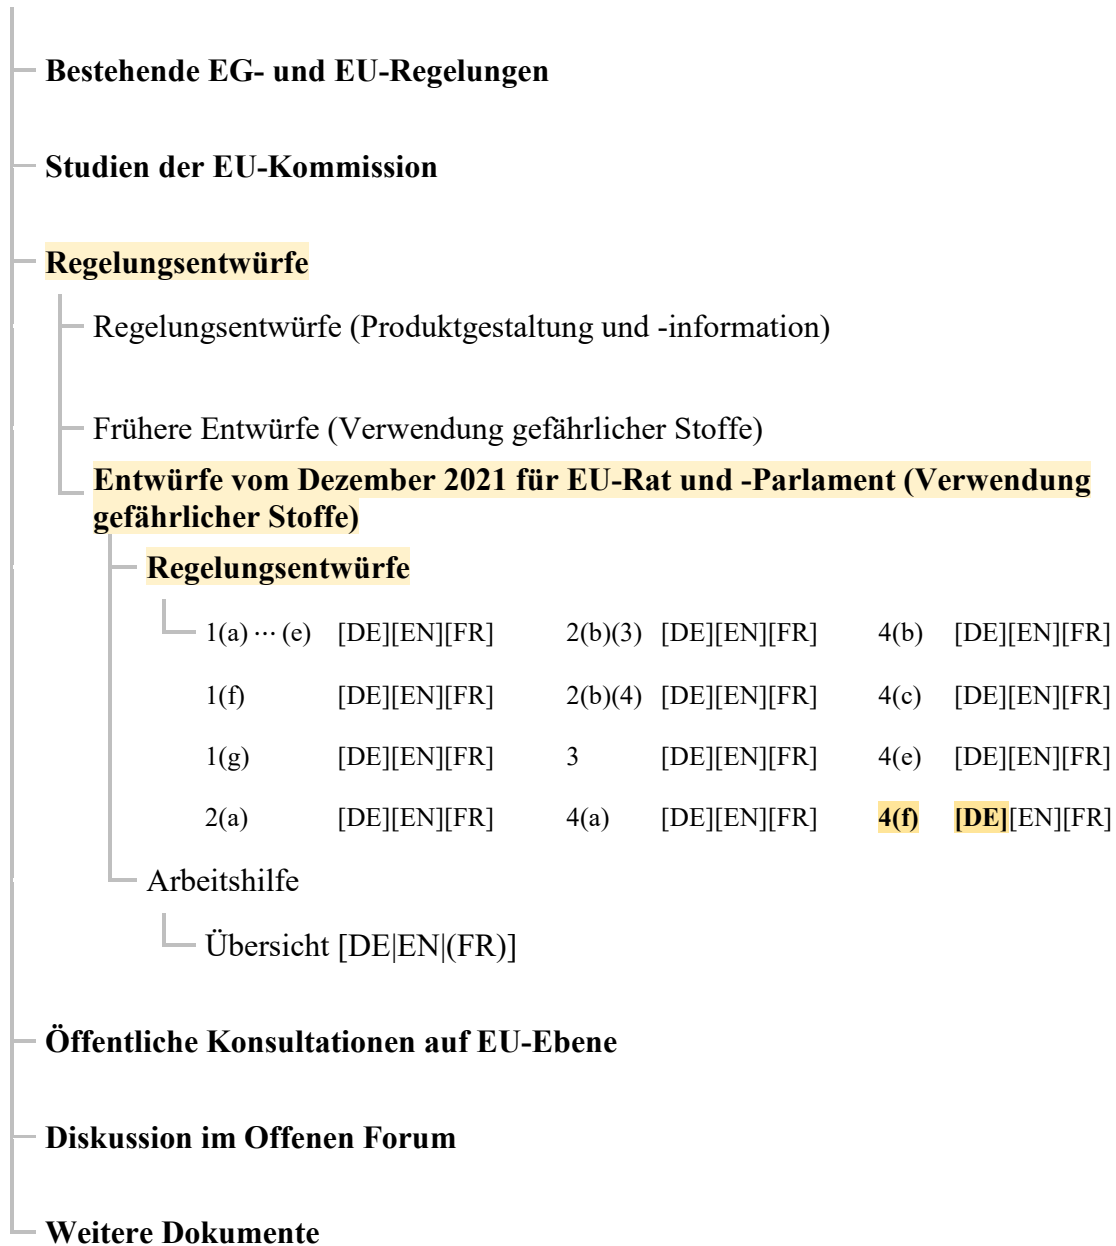 Bestehende EG- und EU-Regelungen
Studien der EU-Kommission
Regelungsentwürfe
Regelungsentwürfe (Produktgestaltung und -information)
Frühere Entwürfe (Verwendung gefährlicher Stoffe)
Entwürfe vom Dezember 2021 für EU-Rat und -Parlament (Verwendung
gefährlicher Stoffe)
Regelungsentwürfe
1(a) ··· (e) [DE][EN][FR] 2(b)(3) [DE][EN][FR] 4(b) [DE][EN][FR]
1(f) [DE][EN][FR] 2(b)(4) [DE][EN][FR] 4(c) [DE][EN][FR]
1(g) [DE][EN][FR] 3 [DE][EN][FR] 4(e) [DE][EN][FR]
2(a) [DE][EN][FR] 4(a) [DE][EN][FR] 4(f) [DE][EN][FR]
Arbeitshilfe
Übersicht [DE|EN|(FR)]
Öffentliche Konsultationen auf EU-Ebene
Diskussion im Offenen Forum
Weitere Dokumente